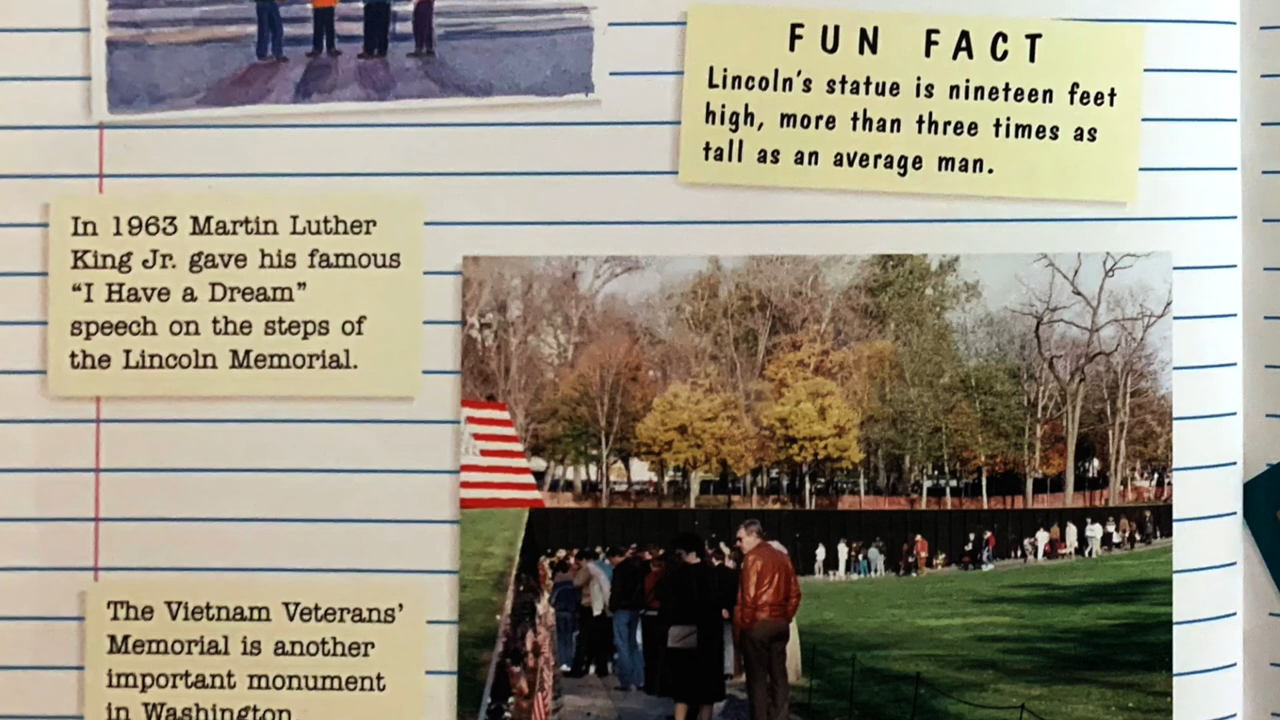 FUN FACT
Lincoln's statue is nineteen feet
high, more than three times as
tall as an average man.
In 1963 Martin Luther
King Jr. gave his famous
"I Have a Dream"
speech on the steps of
the Lincoln Memorial.
The Vietnam Veterans'
Memorial is another
important monument
in Washington.